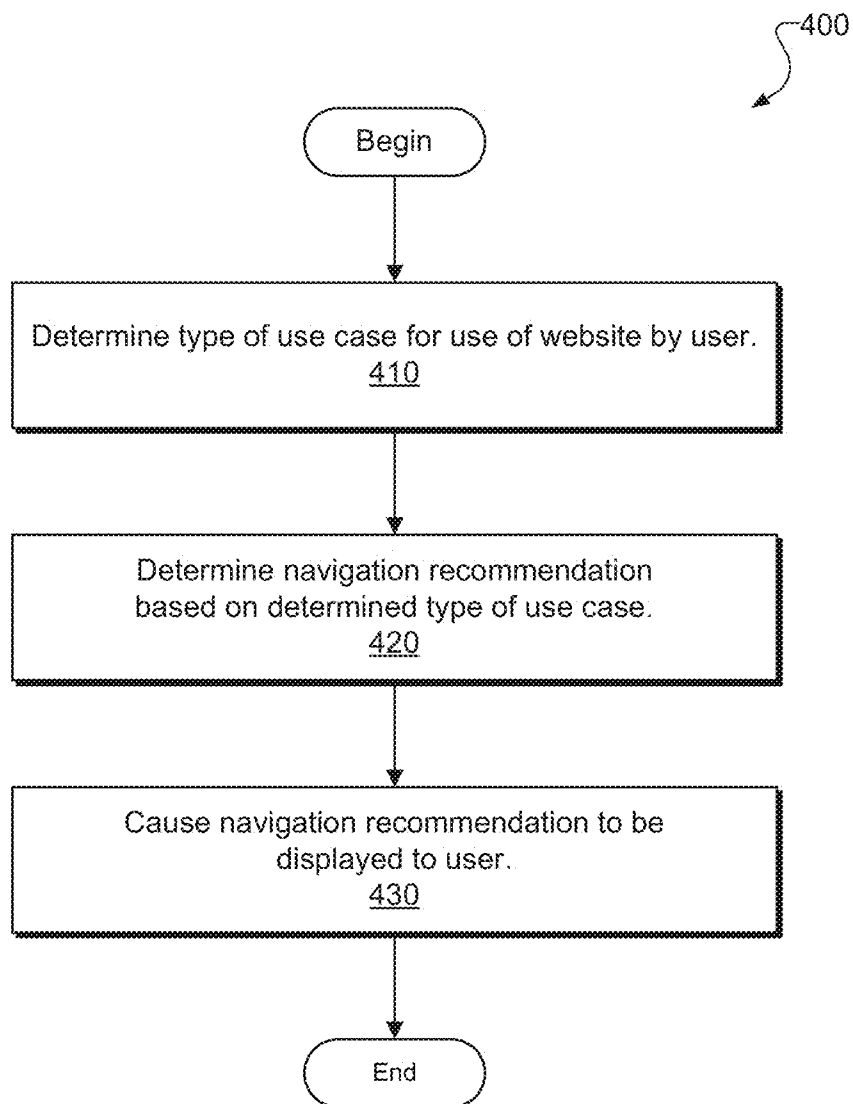 400
Begin
Determine type of use case for use of website by user.
410
Determine navigation recommendation
based on determined type of use case.
420
Cause navigation recommendation to be
displayed to user.
430
End